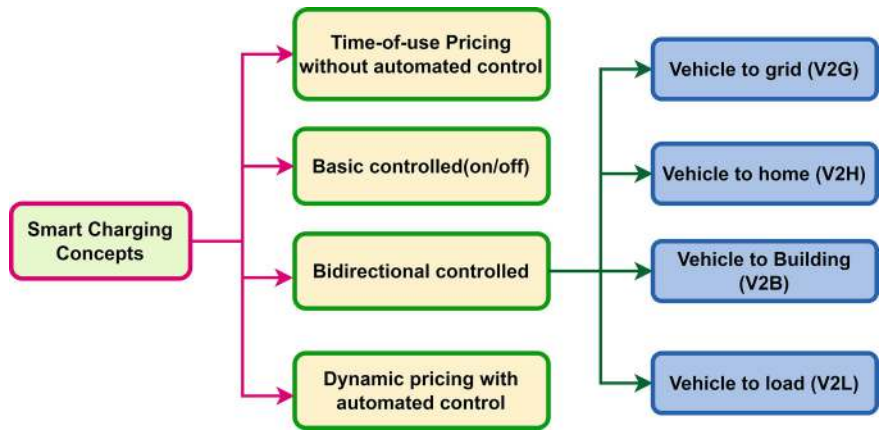 Smart Charging
Concepts
Time-of-use Pricing
without automated control
Basic controlled(on/off)
Bidirectional controlled
Dynamic pricing with
automated control
Vehicle to grid (V2G)
Vehicle to home (V2H)
Vehicle to Building
(V2B)
Vehicle to load (V2L)